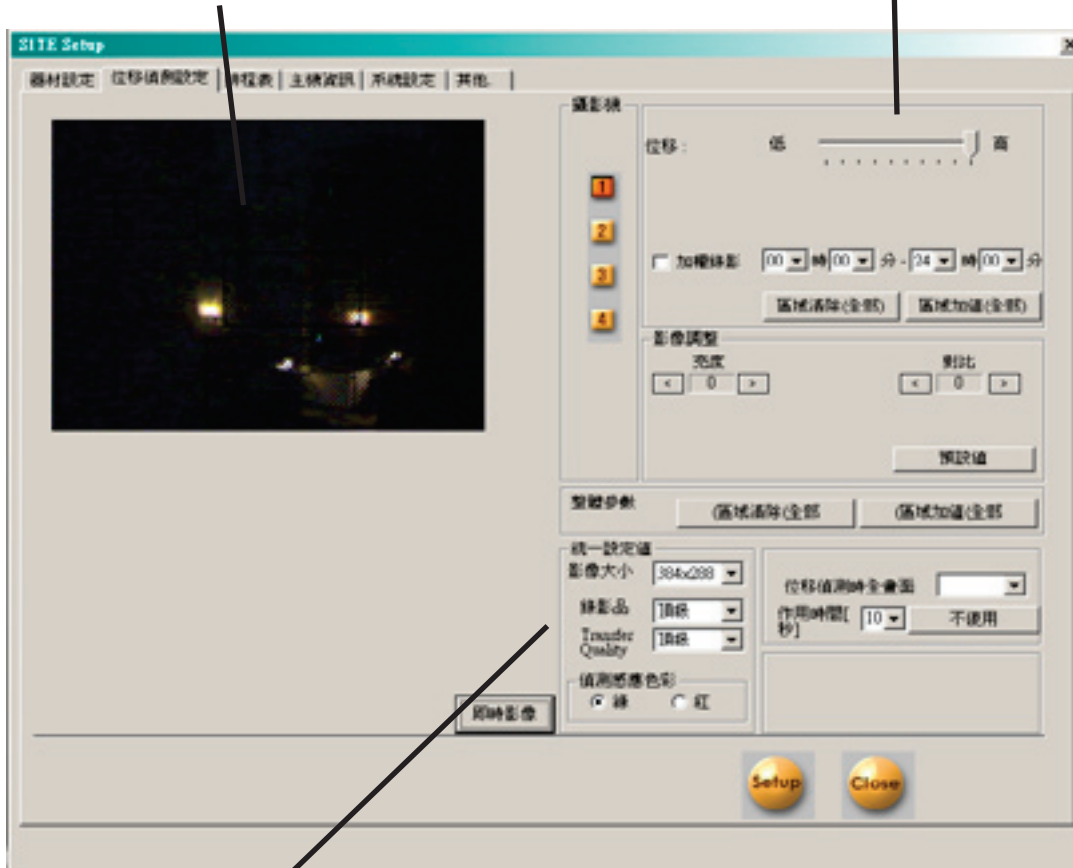 SITE Setup
器材設定 位移偵測設定 排程表 主機資訊 系統設定 其他
攝影機
位移: 低 高
1
2
3
4
加權錄影 00 時 00 分 - 24 時 00 分
區域清除(全部) 區域加值(全部)
影像調整
亮度 對比
< 0 > < 0 >
預設值
整體參數 (區域清除(全部 (區域加值(全部
統一設定值
影像大小 384x288
錄影品 頂級
Transfer Quality 頂級
位移偵測時全畫面
作用時間[秒] 10 不使用
偵測感應色彩
綠 紅
即時影像
Setup Close